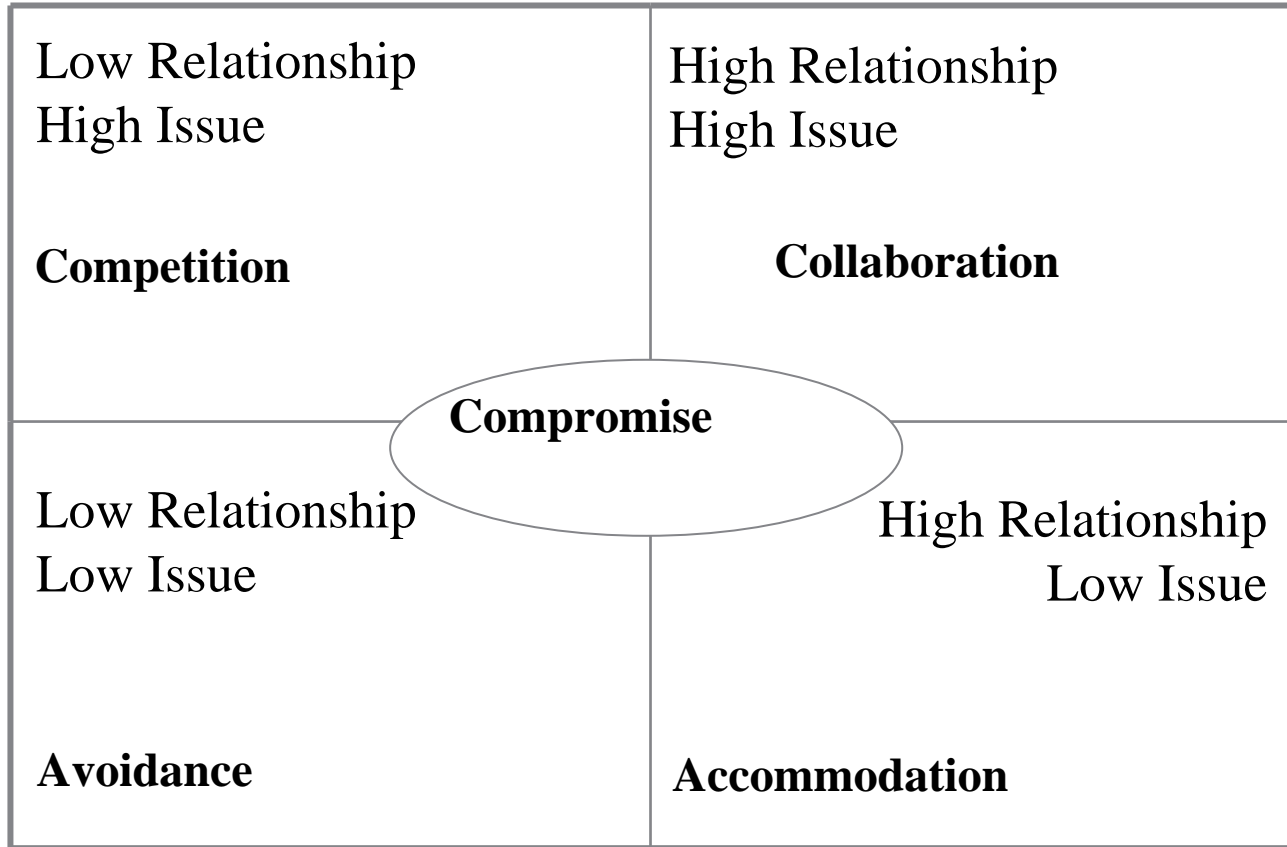 Low Relationship
High Issue
Competition
High Relationship
High Issue
Collaboration
Compromise
Low Relationship
Low Issue
Avoidance
High Relationship
Low Issue
Accommodation